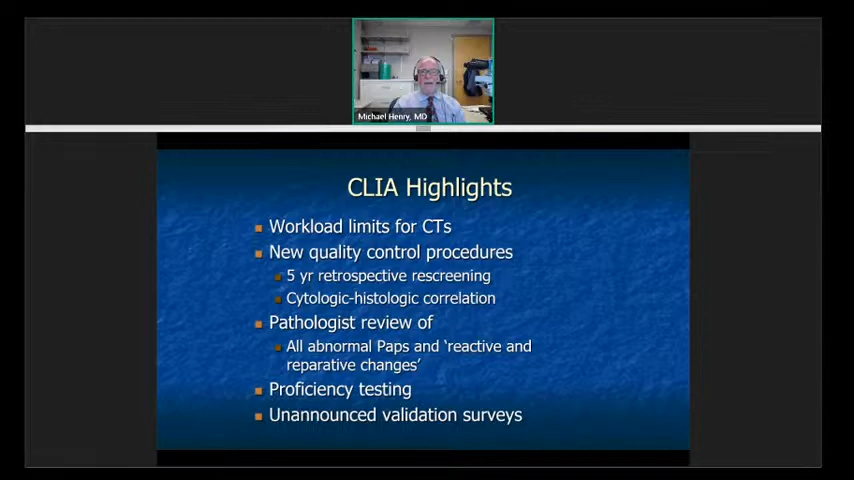 Michael Henry, MD
CLIA Highlights
Workload limits for CTs
New quality control procedures
5 yr retrospective rescreening
Cytologic-histologic correlation
Pathologist review of
All abnormal Paps and ‘reactive and
reparative changes’
Proficiency testing
Unannounced validation surveys